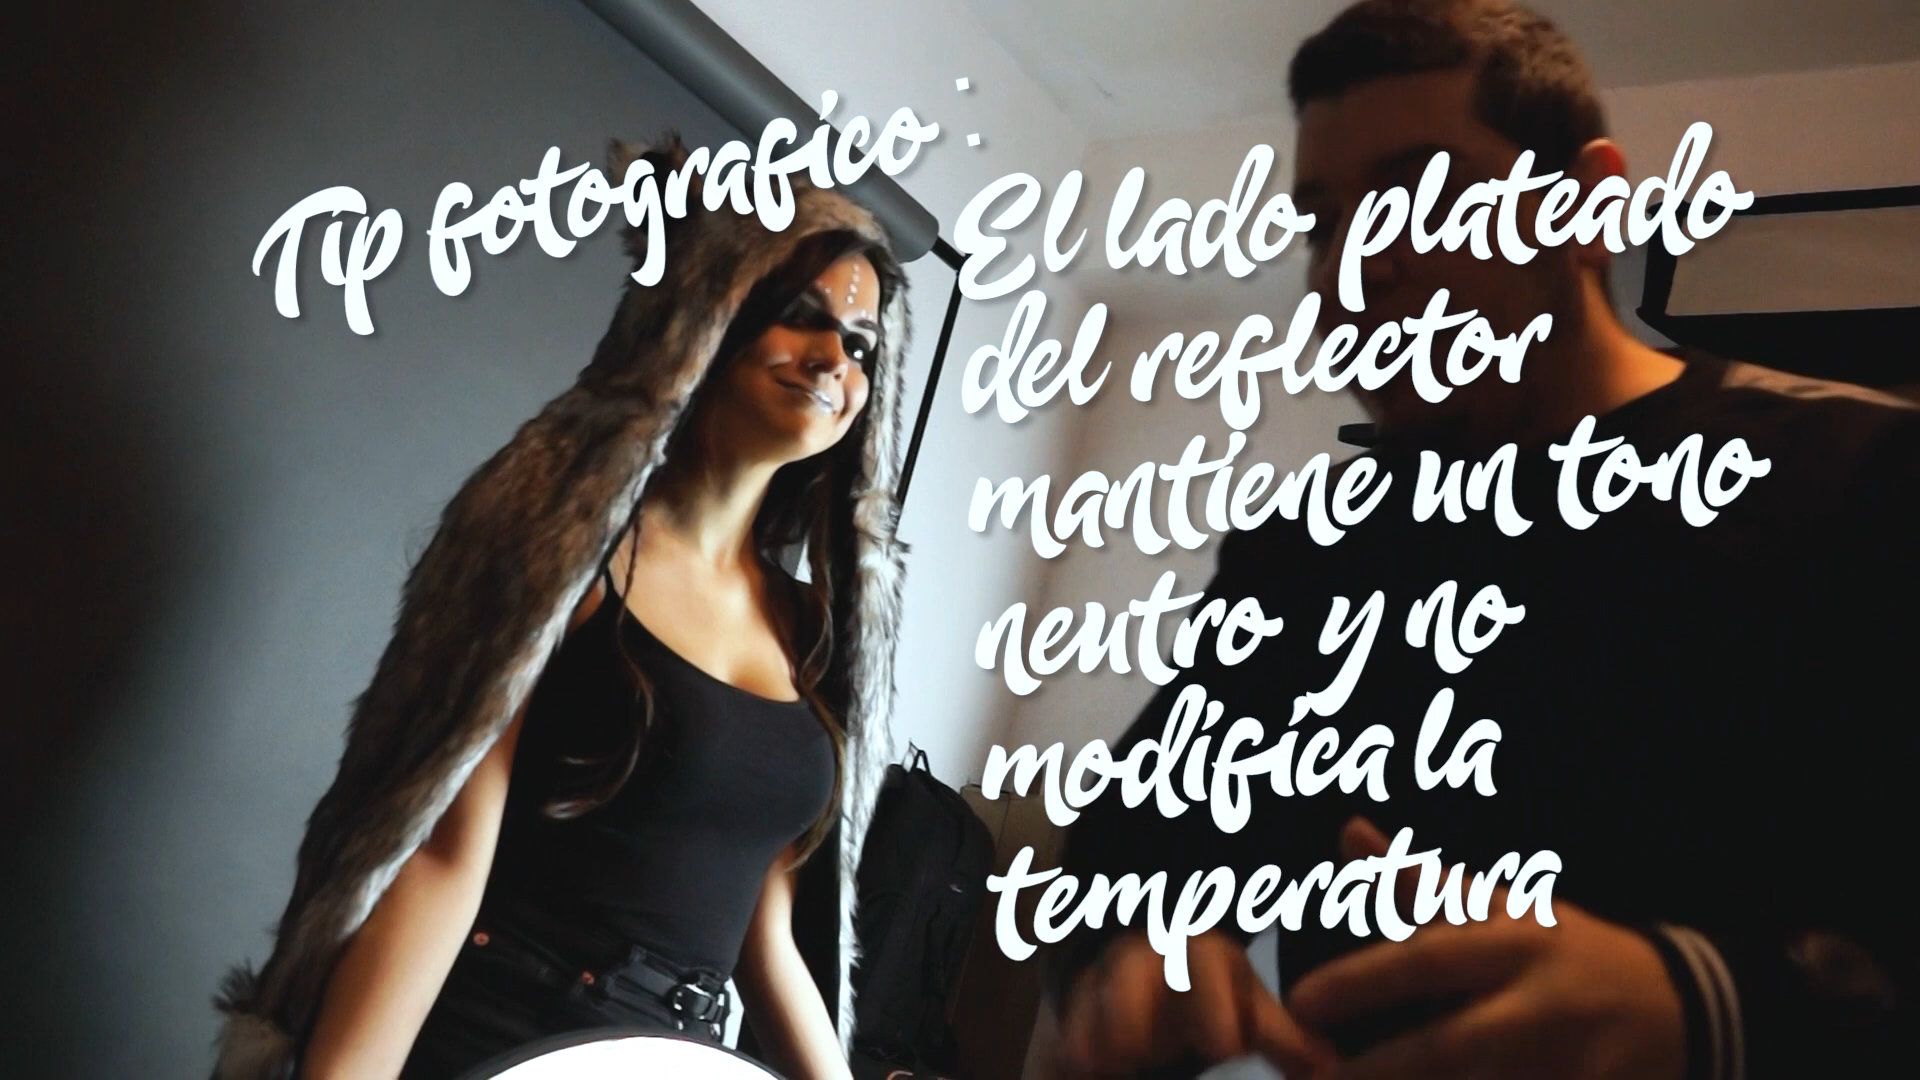 Tip fotografico :
El lado plateado
del reflector
mantiene un tono
neutro y no
modifica la
temperatura